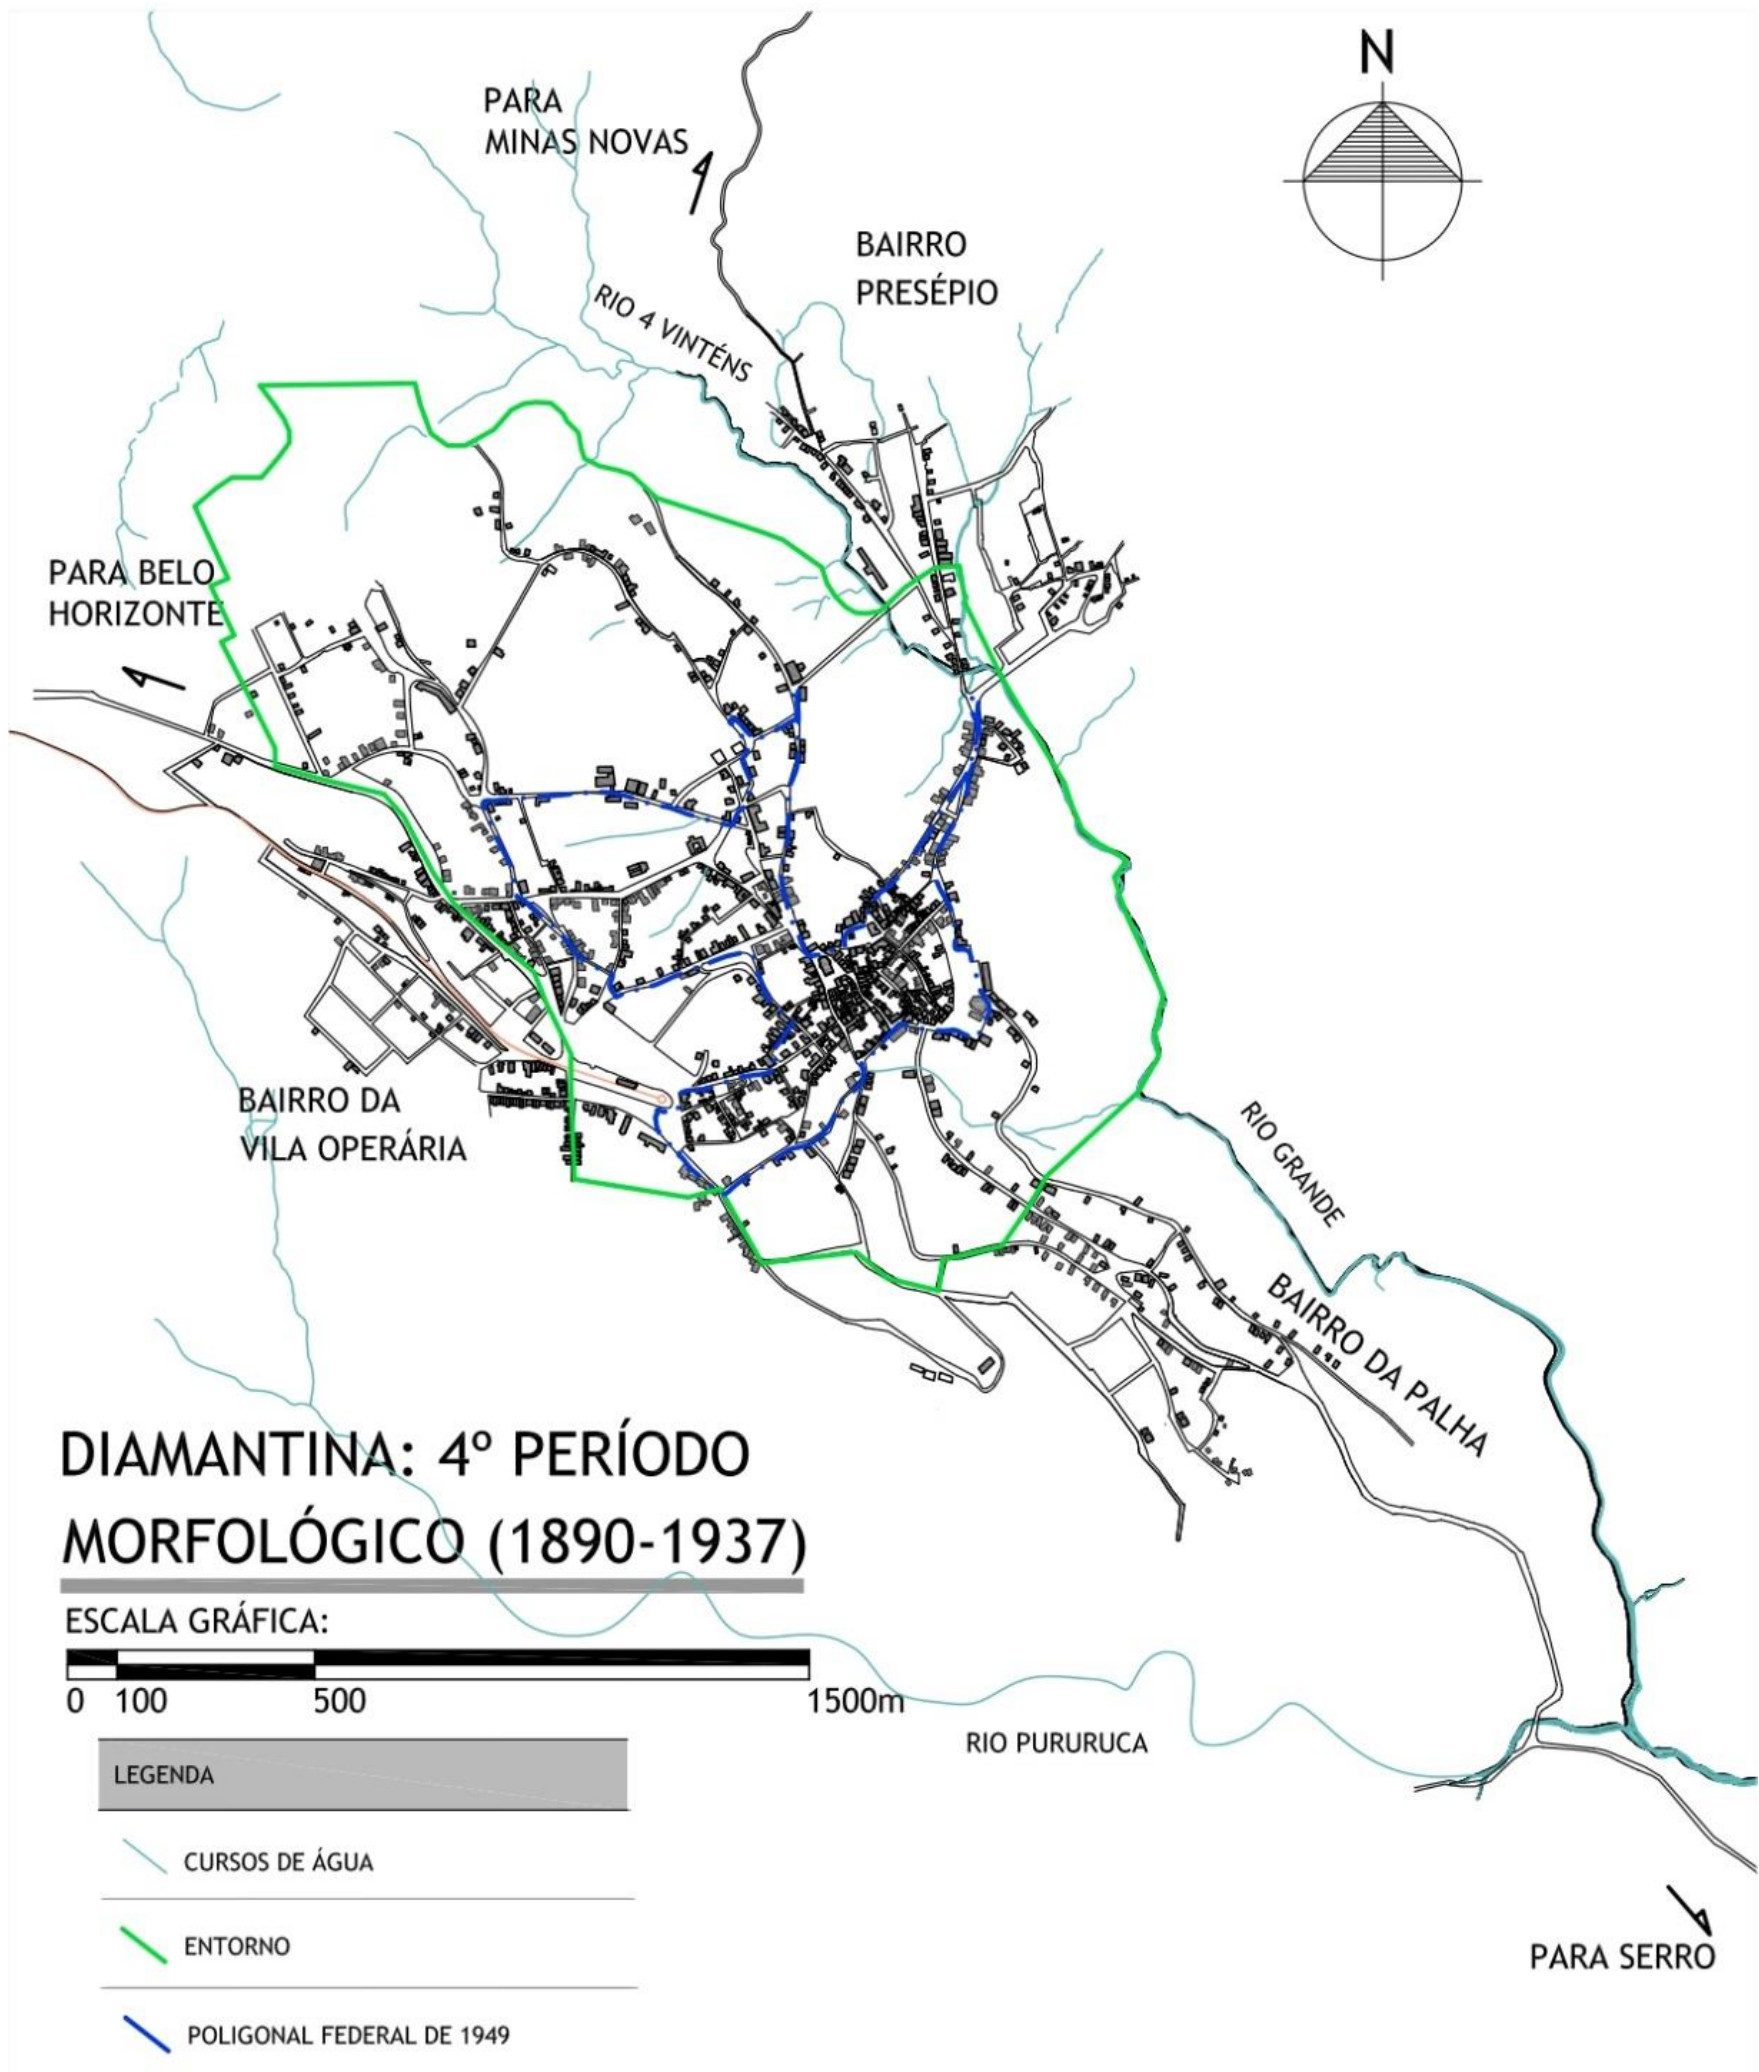 N
PARA
MINAS NOVAS
BAIRRO
PRESÉPIO
RIO 4 VINTÉNS
PARA BELO
HORIZONTE
BAIRRO DA
VILA OPERÁRIA
RIO GRANDE
BAIRRO DA PALHA
DIAMANTINA: 4º PERÍODO
MORFOLÓGICO (1890-1937)
ESCALA GRÁFICA:
0 100 500 1500m
RIO PURURUCA
LEGENDA
CURSOS DE ÁGUA
ENTORNO
PARA SERRO
POLIGONAL FEDERAL DE 1949